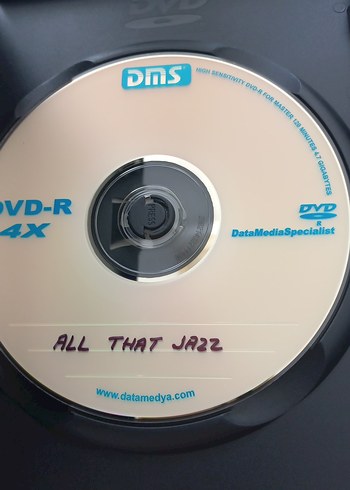 DMS
HIGH SENSITIVITY DVD-R FOR MASTER 120 MINUTES 4.7 GIGABYTES
DVD-R
4X
DVD
R
DataMediaSpecialist
ALL THAT JAZZ
www.datamedya.com